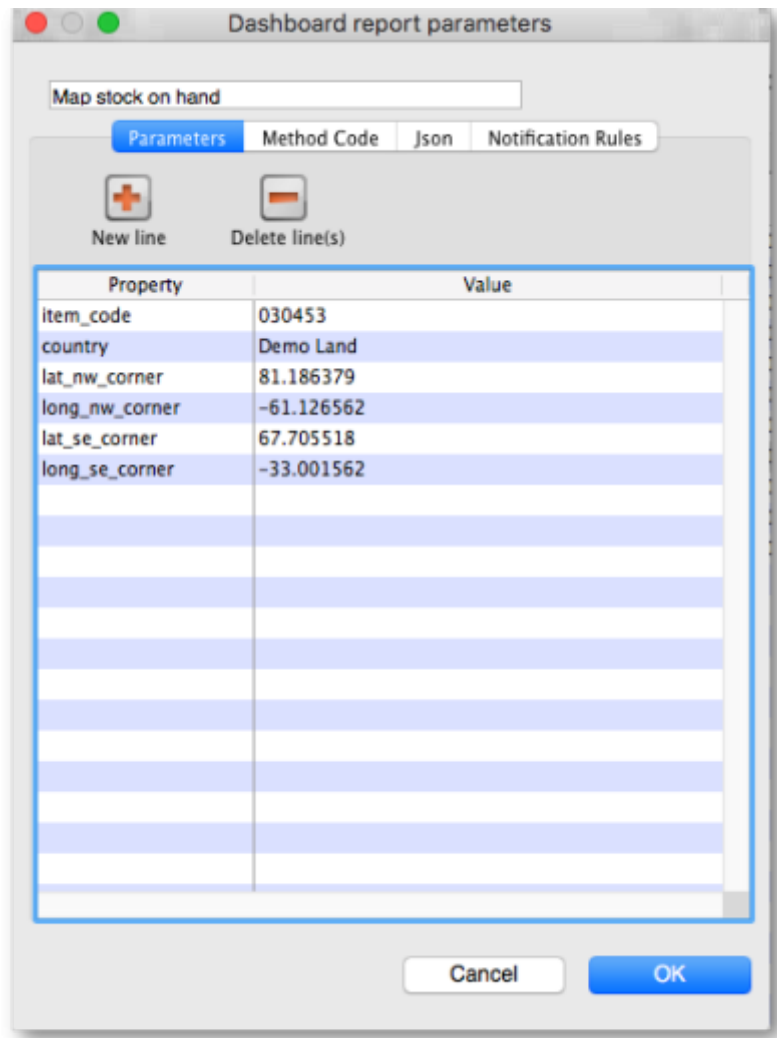 Dashboard report parameters
Map stock on hand
Parameters Method Code Json Notification Rules
New line Delete line(s)
Property Value
item_code 030453
country Demo Land
lat_nw_corner 81.186379
long_nw_corner -61.126562
lat_se_corner 67.705518
long_se_corner -33.001562
Cancel OK